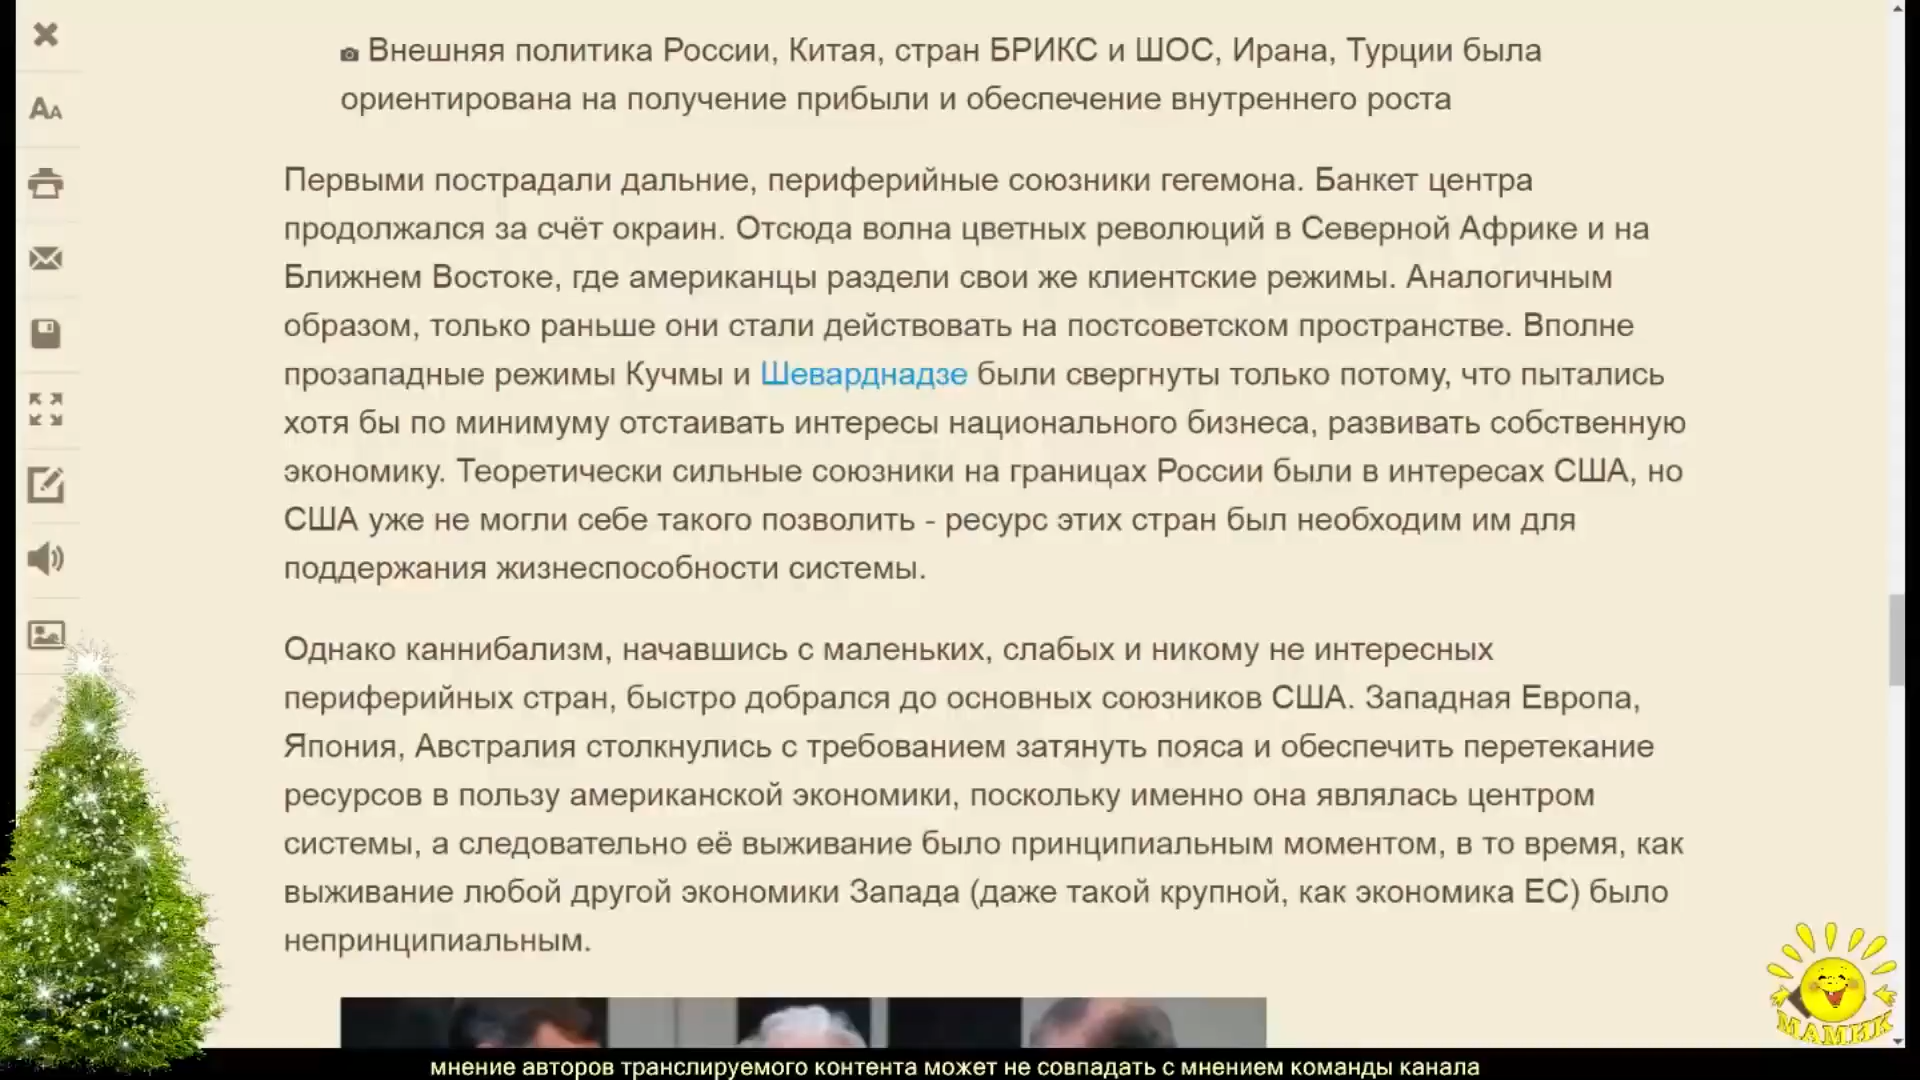 Внешняя политика России, Китая, стран БРИКС и ШОС, Ирана, Турции была
ориентирована на получение прибыли и обеспечение внутреннего роста
Первыми пострадали дальние, периферийные союзники гегемона. Банкет центра
продолжался за счёт окраин. Отсюда волна цветных революций в Северной Африке и на
Ближнем Востоке, где американцы раздели свои же клиентские режимы. Аналогичным
образом, только раньше они стали действовать на постсоветском пространстве. Вполне
прозападные режимы Кучмы и Шеварднадзе были свергнуты только потому, что пытались
хотя бы по минимуму отстаивать интересы национального бизнеса, развивать собственную
экономику. Теоретически сильные союзники на границах России были в интересах США, но
США уже не могли себе такого позволить - ресурс этих стран был необходим им для
поддержания жизнеспособности системы.
Однако каннибализм, начавшись с маленьких, слабых и никому не интересных
периферийных стран, быстро добрался до основных союзников США. Западная Европа,
Япония, Австралия столкнулись с требованием затянуть пояса и обеспечить перетекание
ресурсов в пользу американской экономики, поскольку именно она являлась центром
системы, а следовательно её выживание было принципиальным моментом, в то время, как
выживание любой другой экономики Запада (даже такой крупной, как экономика ЕС) было
непринципиальным.
МАМИК
мнение авторов транслируемого контента может не совпадать с мнением команды канала